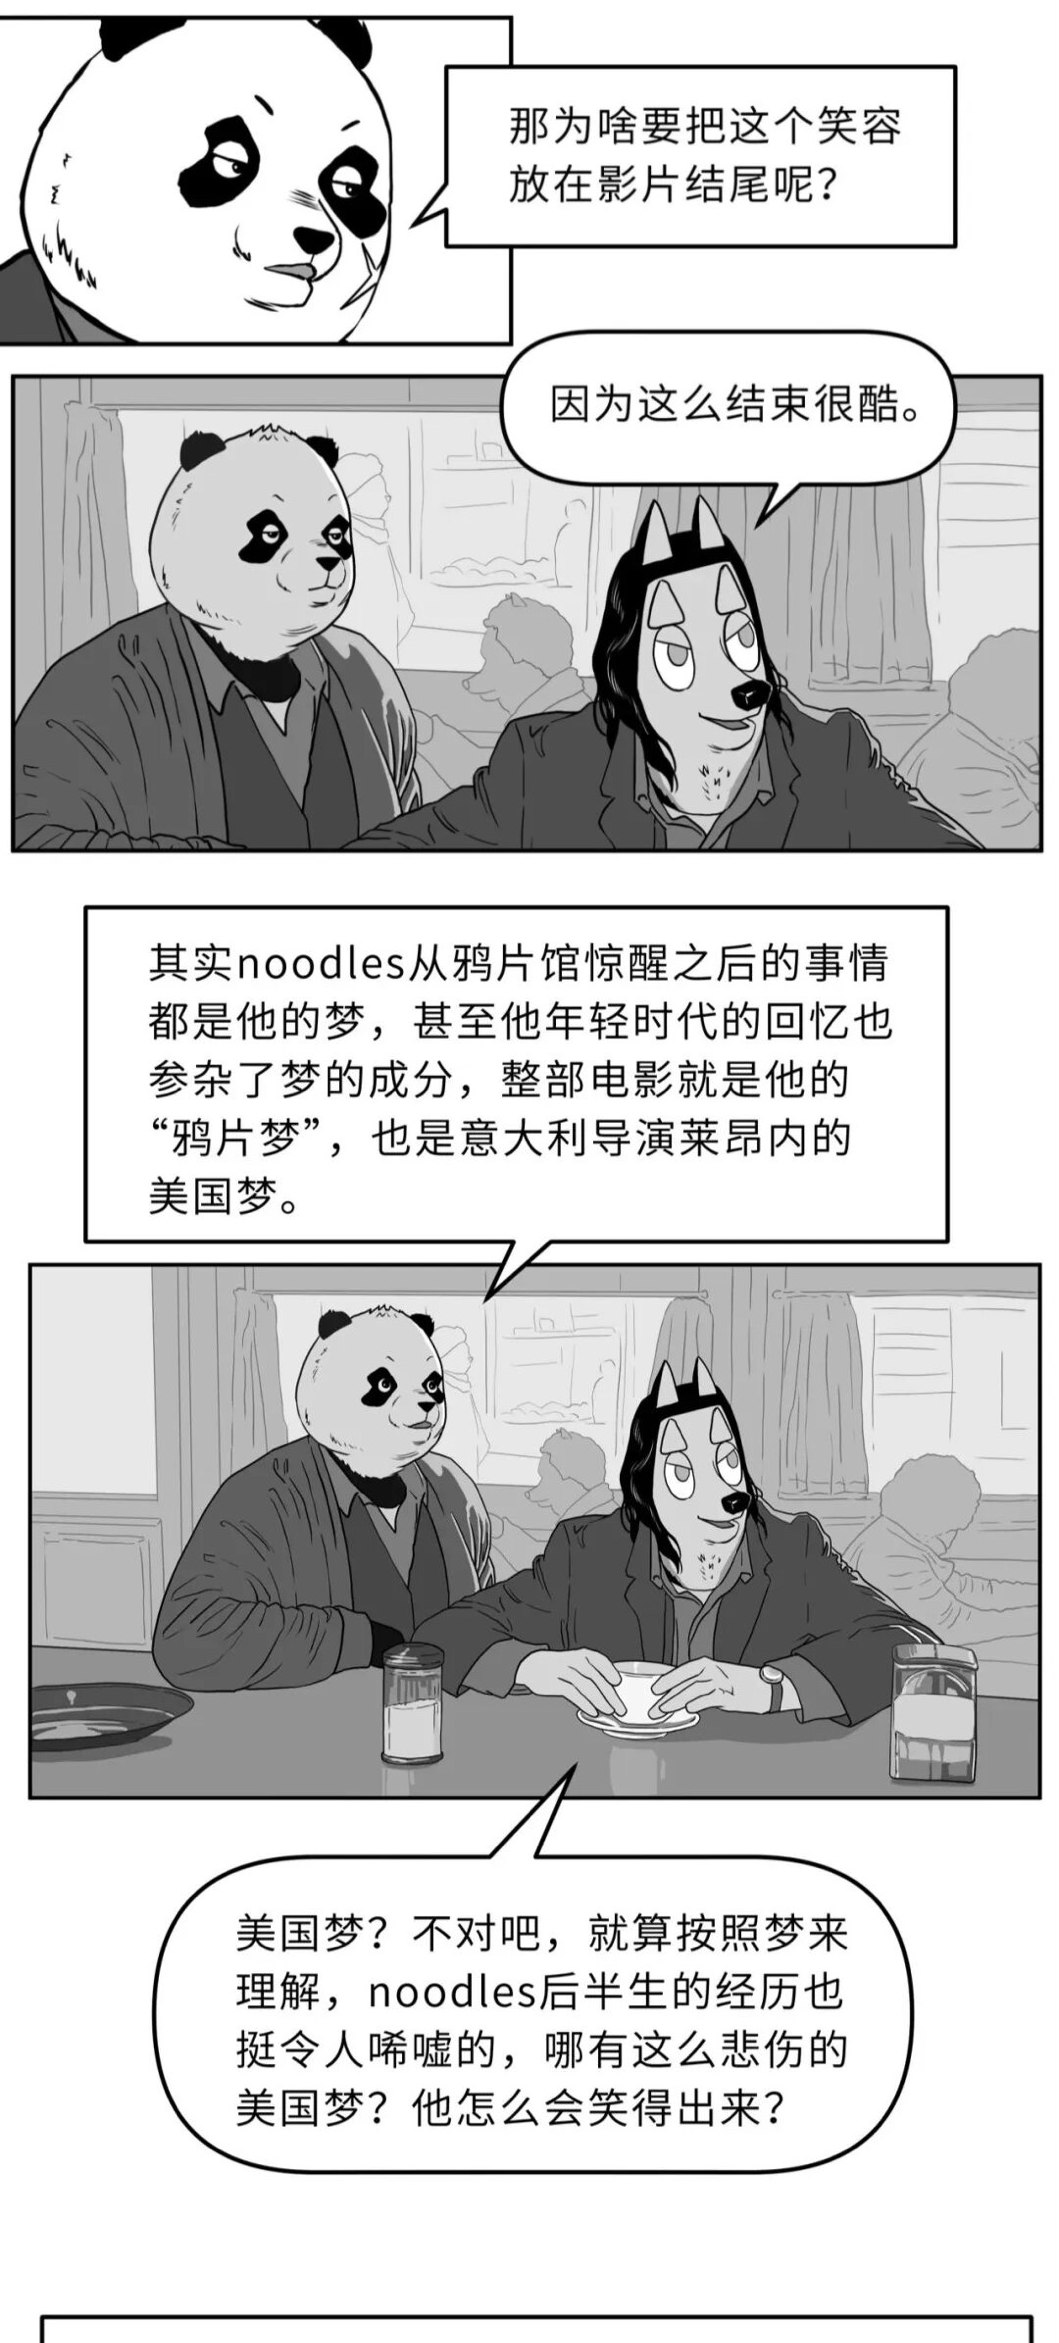 那为啥要把这个笑容
放在影片结尾呢？
因为这么结束很酷。
其实noodles从鸦片馆惊醒之后的事情
都是他的梦，甚至他年轻时代的回忆也
参杂了梦的成分，整部电影就是他的
“鸦片梦”，也是意大利导演莱昂内的
美国梦。
美国梦？不对吧，就算按照梦来
理解，noodles后半生的经历也
挺令人唏嘘的，哪有这么悲伤的
美国梦？他怎么会笑得出来？